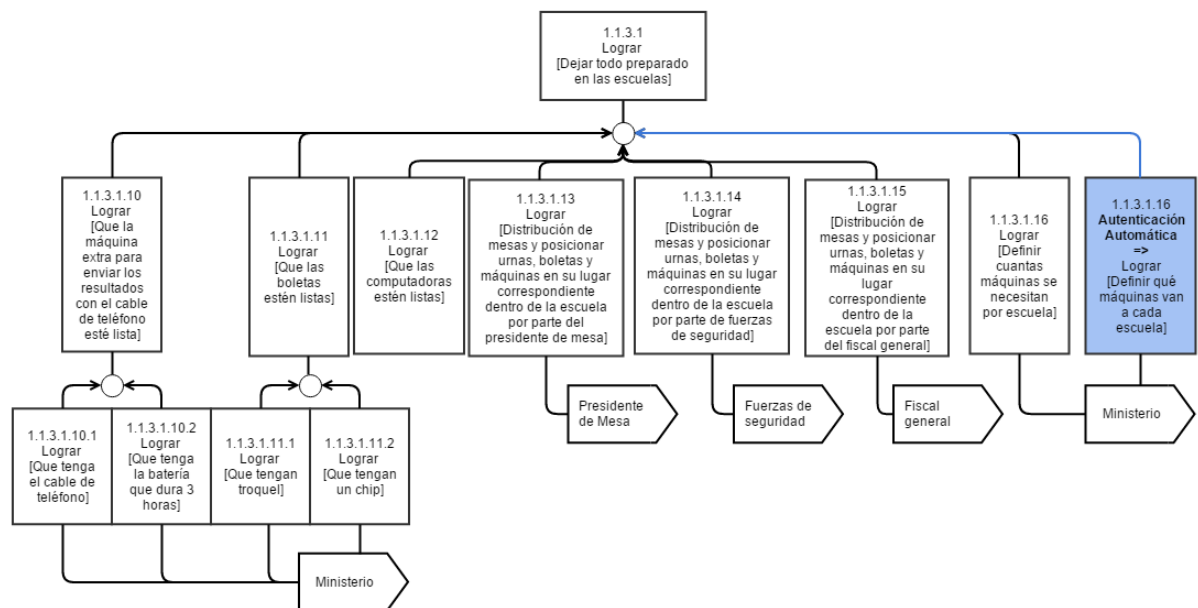 1.1.3.1
Lograr
[Dejar todo preparado
en las escuelas]
1.1.3.1.10
Lograr
[Que la
máquina
extra para
enviar los
resultados
con el cable
de teléfono
esté lista]
1.1.3.1.11
Lograr
[Que las
boletas
estén listas]
1.1.3.1.12
Lograr
[Que las
computadoras
estén listas]
1.1.3.1.13
Lograr
[Distribución de
mesas y posicionar
urnas, boletas y
máquinas en su lugar
correspondiente
dentro de la escuela
por parte del
presidente de mesa]
1.1.3.1.14
Lograr
[Distribución de
mesas y posicionar
urnas, boletas y
máquinas en su lugar
correspondiente
dentro de la escuela
por parte de fuerzas
de seguridad]
1.1.3.1.15
Lograr
[Distribución de
mesas y posicionar
urnas, boletas y
máquinas en su
lugar
correspondiente
dentro de la
escuela por parte
del fiscal general]
1.1.3.1.16
Lograr
[Definir
cuantas
máquinas se
necesitan
por escuela]
1.1.3.1.16
Autenticación
Automática
=>
Lograr
[Definir qué
máquinas van
a cada
escuela]
Presidente
de Mesa
Fuerzas de
seguridad
Fiscal
general
Ministerio
1.1.3.1.10.1
Lograr
[Que tenga
el cable de
teléfono]
1.1.3.1.10.2
Lograr
[Que tenga
la batería
que dura 3
horas]
1.1.3.1.11.1
Lograr
[Que tengan
troquel]
1.1.3.1.11.2
Lograr
[Que tengan
un chip]
Ministerio